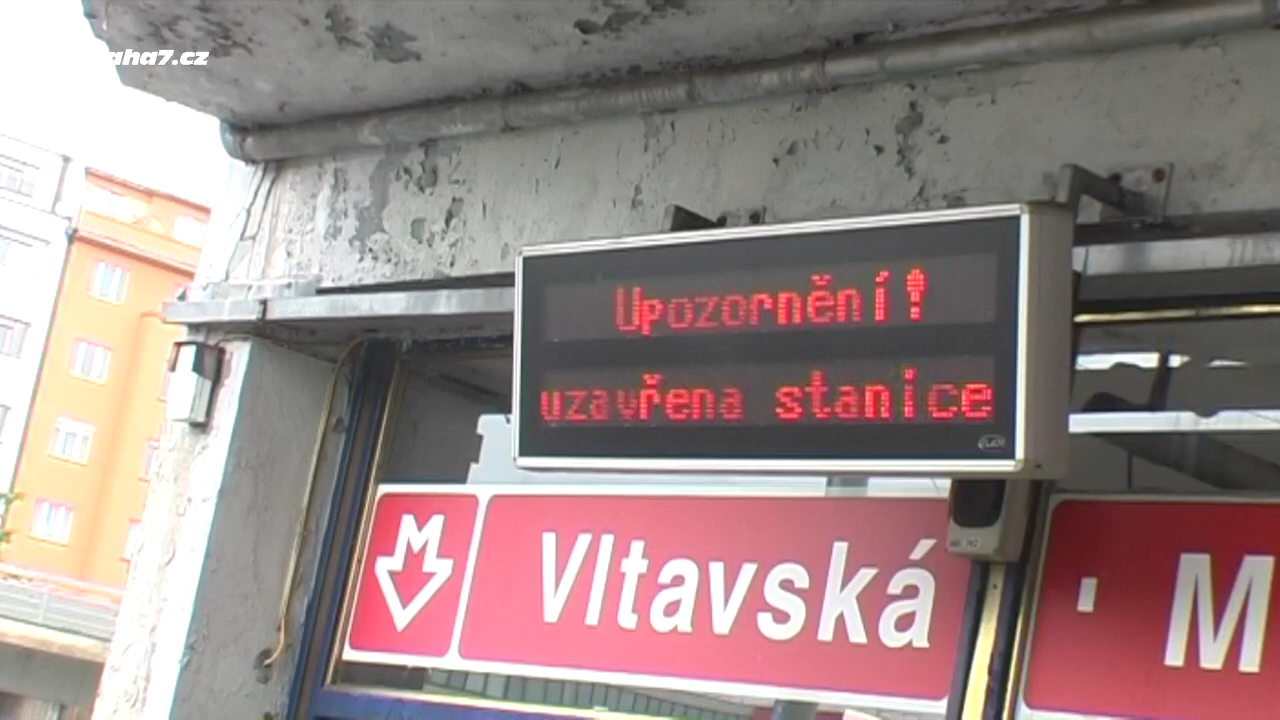 aha7.cz
Upozornění!
uzavřena stanice
Vltavská
M